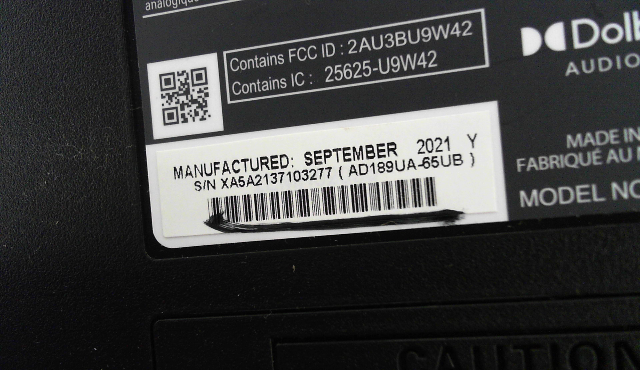 analogique
Contains FCC ID : 2AU3BU9W42
Contains IC : 25625-U9W42
AUDIO
MANUFACTURED: SEPTEMBER 2021 Y
S/N XA5A2137103277 ( AD189UA-65UB )
MADE IN
FABRIQUÉ AU
MODEL NO
CAUTION